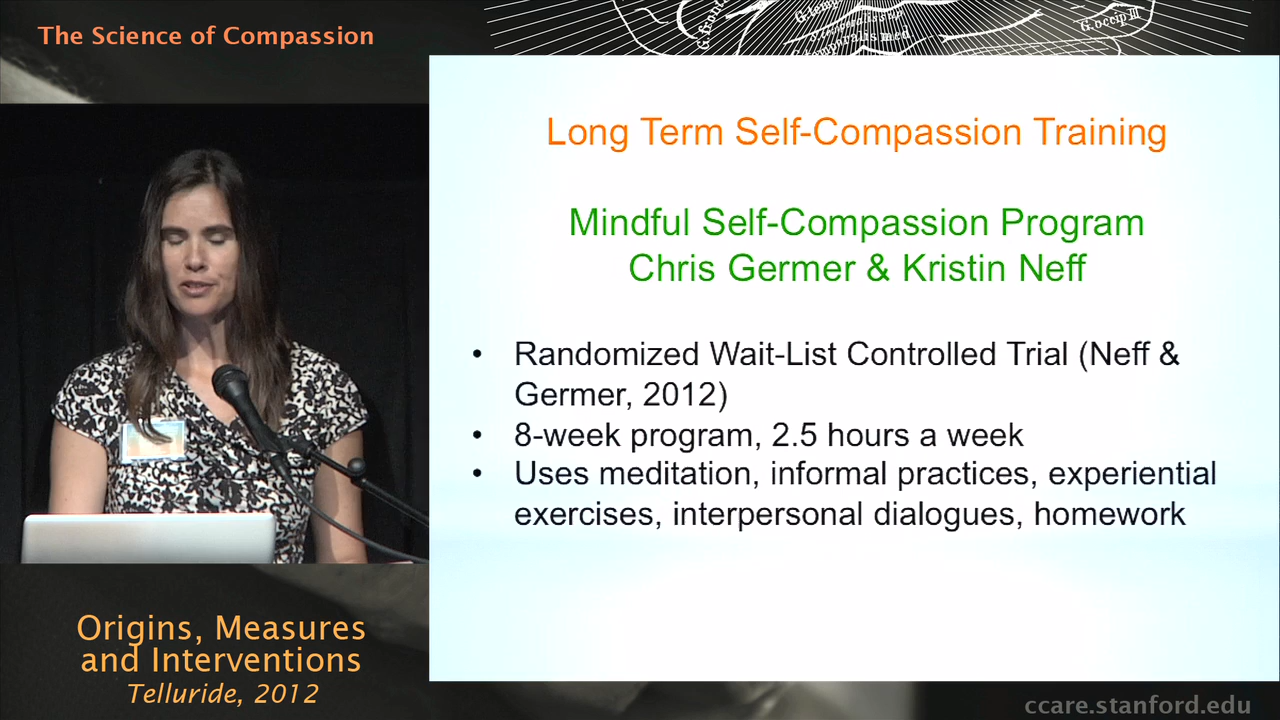 The Science of Compassion
G.occip III
Long Term Self-Compassion Training
Mindful Self-Compassion Program
Chris Germer & Kristin Neff
• Randomized Wait-List Controlled Trial (Neff &
Germer, 2012)
• 8-week program, 2.5 hours a week
• Uses meditation, informal practices, experiential
exercises, interpersonal dialogues, homework
Origins, Measures
and Interventions
Telluride, 2012
ccare.stanford.edu